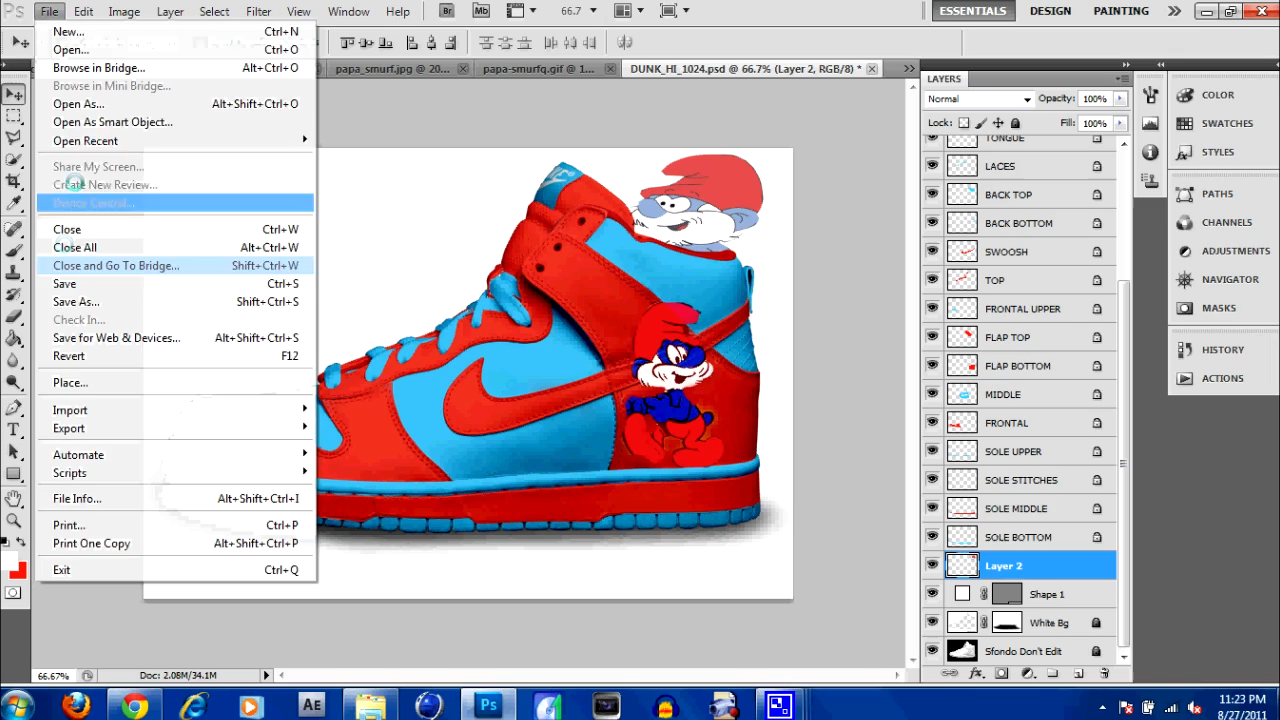 Ps File Edit Image Layer Select Filter View Window Help Br Mb 66.7 ESSENTIALS DESIGN PAINTING
papa_smurf.jpg @ 20... papa-smurfq.gif @ 1... DUNK_HI_1024.psd @ 66.7% (Layer 2, RGB/8) *
New... Ctrl+N
Open... Ctrl+O
Browse in Bridge... Alt+Ctrl+O
Browse in Mini Bridge...
Open As... Alt+Shift+Ctrl+O
Open As Smart Object...
Open Recent
Share My Screen...
Create New Review...
Device Central...
Close Ctrl+W
Close All Alt+Ctrl+W
Close and Go To Bridge... Shift+Ctrl+W
Save Ctrl+S
Save As... Shift+Ctrl+S
Check In...
Save for Web & Devices... Alt+Shift+Ctrl+S
Revert F12
Place...
Import
Export
Automate
Scripts
File Info... Alt+Shift+Ctrl+I
Print... Ctrl+P
Print One Copy Alt+Shift+Ctrl+P
Exit Ctrl+Q
LAYERS
Normal Opacity: 100%
Lock: Fill: 100%
TONGUE
LACES
BACK TOP
BACK BOTTOM
SWOOSH
TOP
FRONTAL UPPER
FLAP TOP
FLAP BOTTOM
MIDDLE
FRONTAL
SOLE UPPER
SOLE STITCHES
SOLE MIDDLE
SOLE BOTTOM
Layer 2
Shape 1
White Bg
Sfondo Don't Edit
COLOR
SWATCHES
STYLES
PATHS
CHANNELS
ADJUSTMENTS
NAVIGATOR
MASKS
HISTORY
ACTIONS
66.67% Doc: 2.08M/34.1M
AE Ps
11:23 PM
8/27/2011